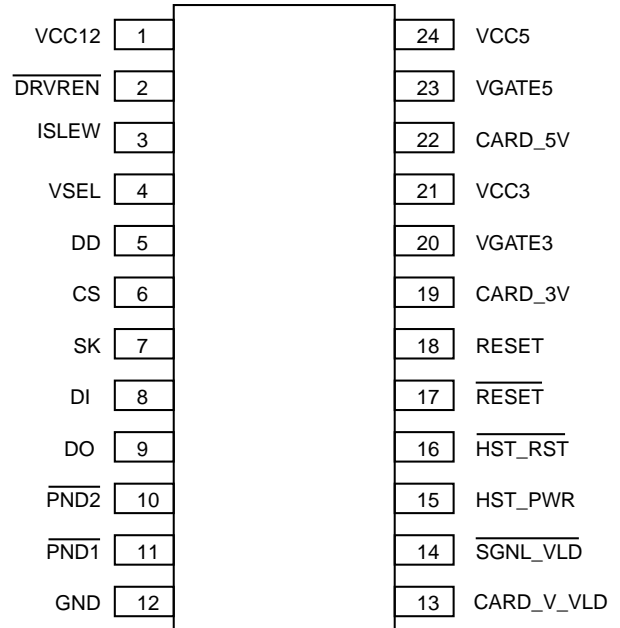 VCC12 1 24 VCC5
DRVREN 2 23 VGATE5
ISLEW 3 22 CARD_5V
VSEL 4 21 VCC3
DD 5 20 VGATE3
CS 6 19 CARD_3V
SK 7 18 RESET
DI 8 17 RESET
DO 9 16 HST_RST
PND2 10 15 HST_PWR
PND1 11 14 SGNL_VLD
GND 12 13 CARD_V_VLD